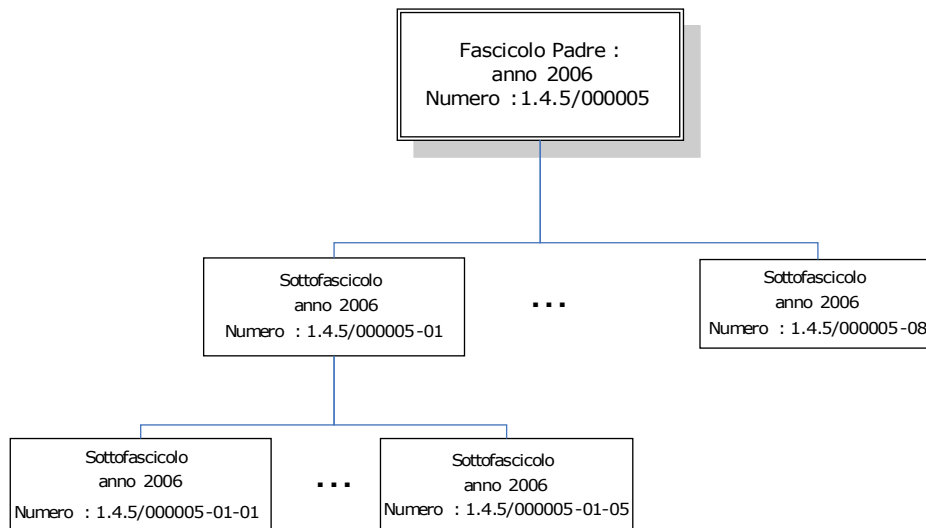 Fascicolo Padre :
anno 2006
Numero : 1.4.5/000005
Sottofascicolo
anno 2006
Numero : 1.4.5/000005-01
...
Sottofascicolo
anno 2006
Numero : 1.4.5/000005-08
Sottofascicolo
anno 2006
Numero : 1.4.5/000005-01-01
...
Sottofascicolo
anno 2006
Numero : 1.4.5/000005-01-05